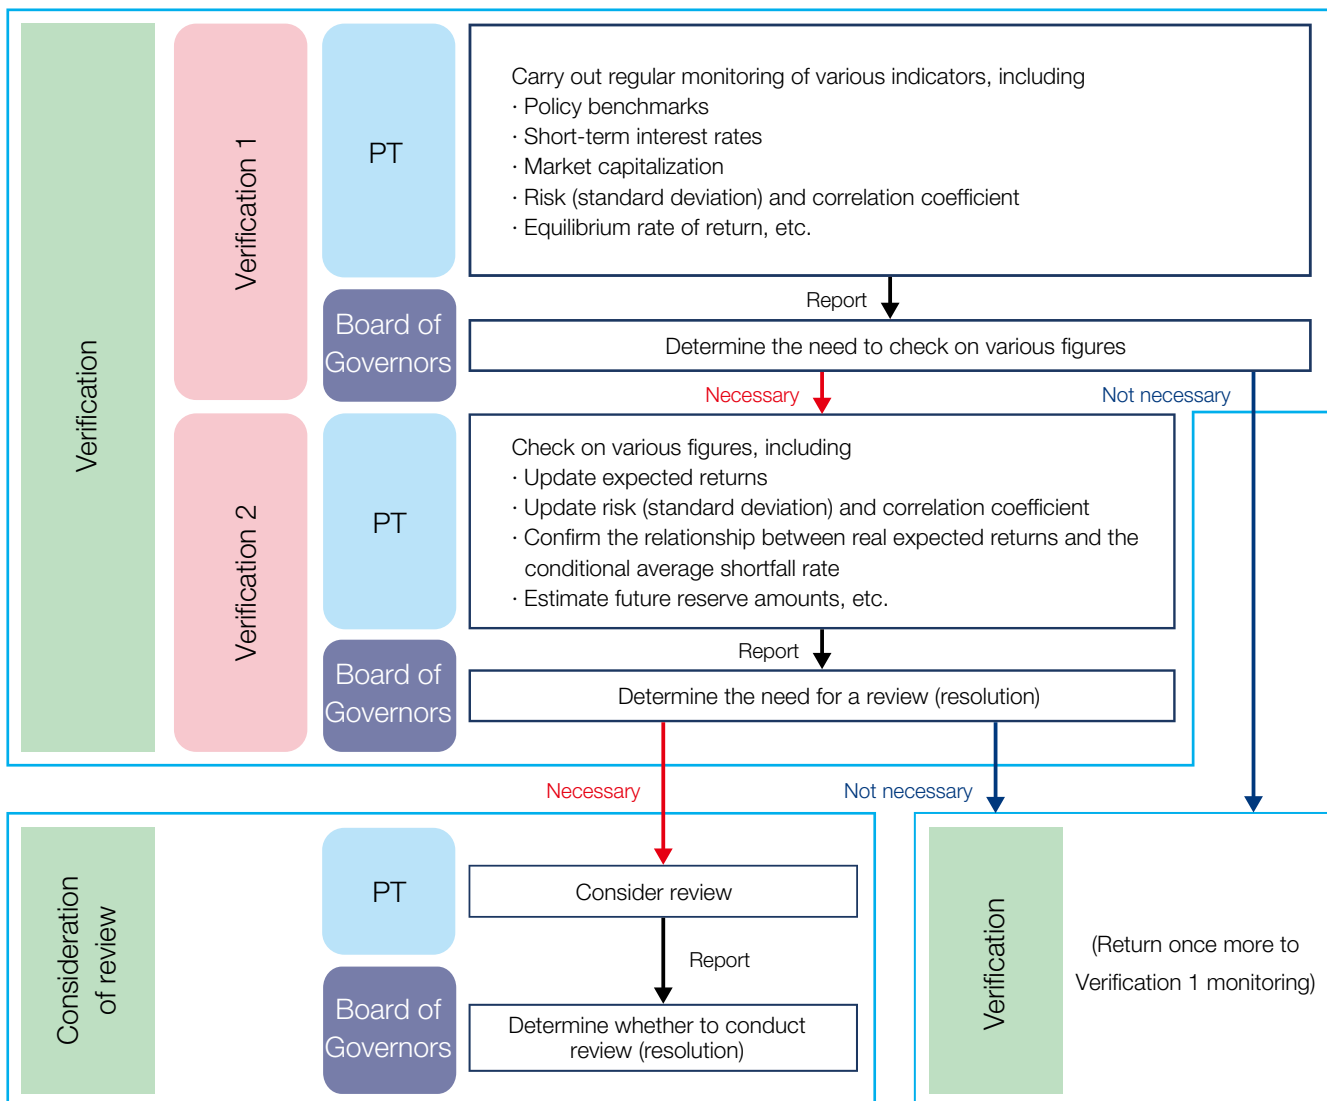 Verification
Verification 1
PT
Carry out regular monitoring of various indicators, including
· Policy benchmarks
· Short-term interest rates
· Market capitalization
· Risk (standard deviation) and correlation coefficient
· Equilibrium rate of return, etc.
Report
Board of
Governors
Determine the need to check on various figures
Necessary
Not necessary
Verification 2
PT
Check on various figures, including
· Update expected returns
· Update risk (standard deviation) and correlation coefficient
· Confirm the relationship between real expected returns and the
conditional average shortfall rate
· Estimate future reserve amounts, etc.
Report
Board of
Governors
Determine the need for a review (resolution)
Necessary
Not necessary
Consideration
of review
PT
Consider review
Report
Board of
Governors
Determine whether to conduct
review (resolution)
Verification
(Return once more to
Verification 1 monitoring)